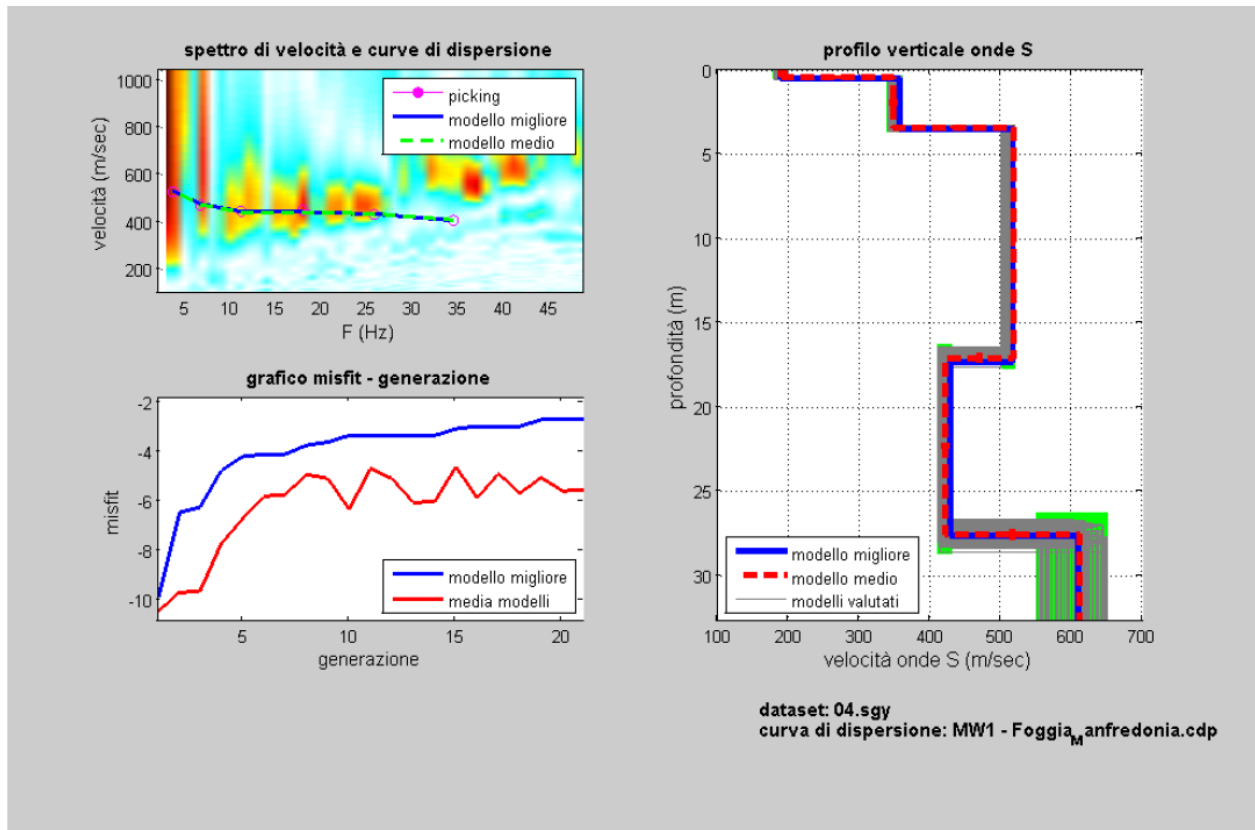 spettro di velocità e curve di dispersione
1000
800
600
400
200
velocità (m/sec)
picking
modello migliore
modello medio
5 10 15 20 25 30 35 40 45
F (Hz)
grafico misfit - generazione
-2
-4
-6
-8
-10
misfit
modello migliore
media modelli
5 10 15 20
generazione
profilo verticale onde S
0
5
10
15
20
25
30
profondità (m)
modello migliore
modello medio
modelli valutati
100 200 300 400 500 600 700
velocità onde S (m/sec)
dataset: 04.sgy
curva di dispersione: MW1 - Foggia_Manfredonia.cdp